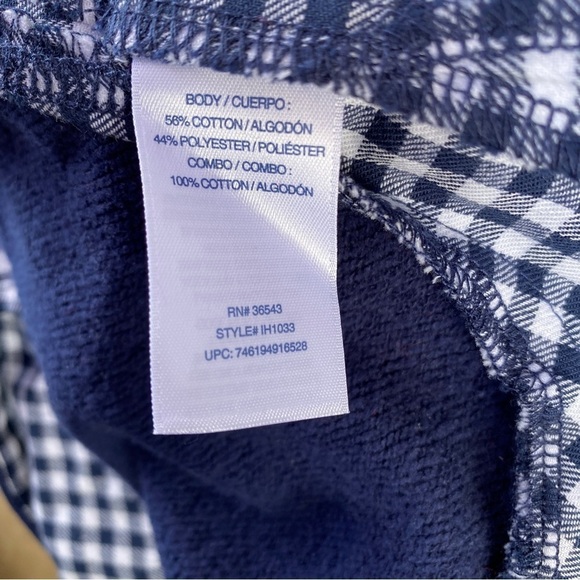 BODY / CUERPO :
56% COTTON / ALGODÓN
44% POLYESTER / POLIÉSTER
COMBO / COMBO :
100% COTTON / ALGODÓN
RN# 36543
STYLE# IH1033
UPC: 746194916528